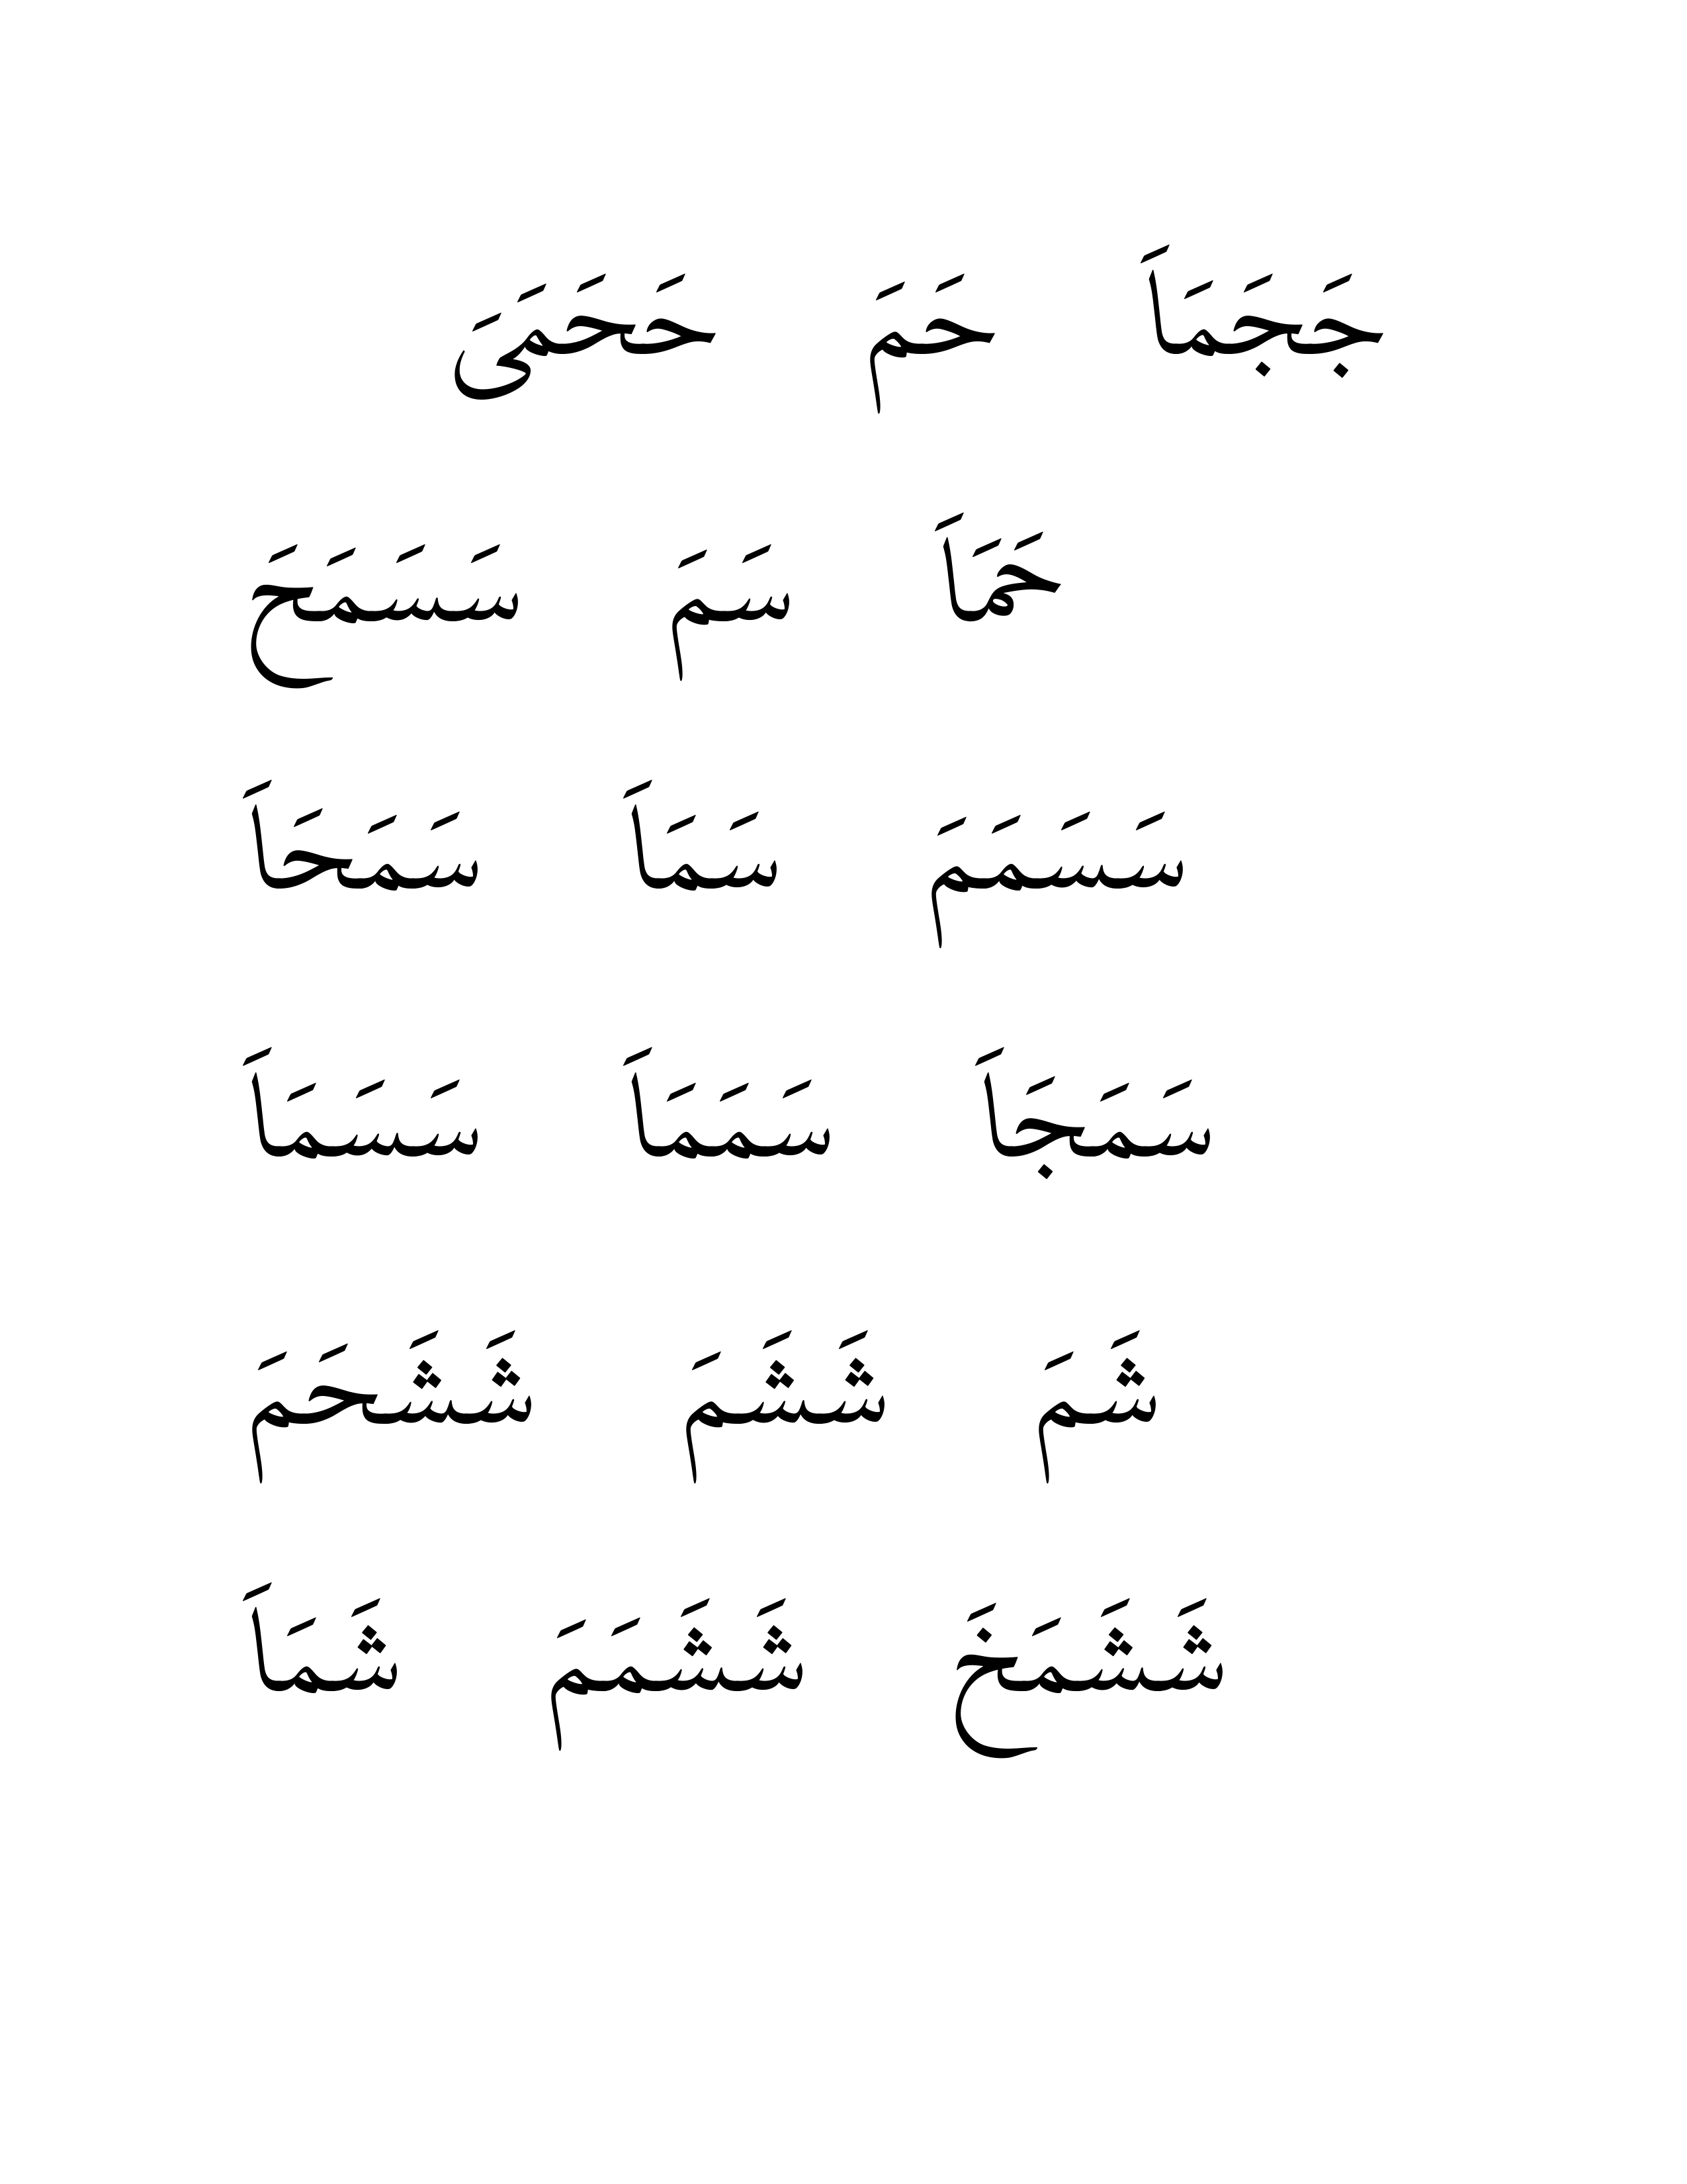 جَجَمَاَ حَمَ حَحَمَىَ
حَمَاَ سَمَ سَسَمَحَ
سَسَمَمَ سَمَاَ سَمَحَاَ
سَمَجَاَ سَمَمَاَ سَسَمَاَ
شَمَ شَشَمَ شَشَحَمَ
شَشَمَخَ شَشَمَمَ شَمَاَ